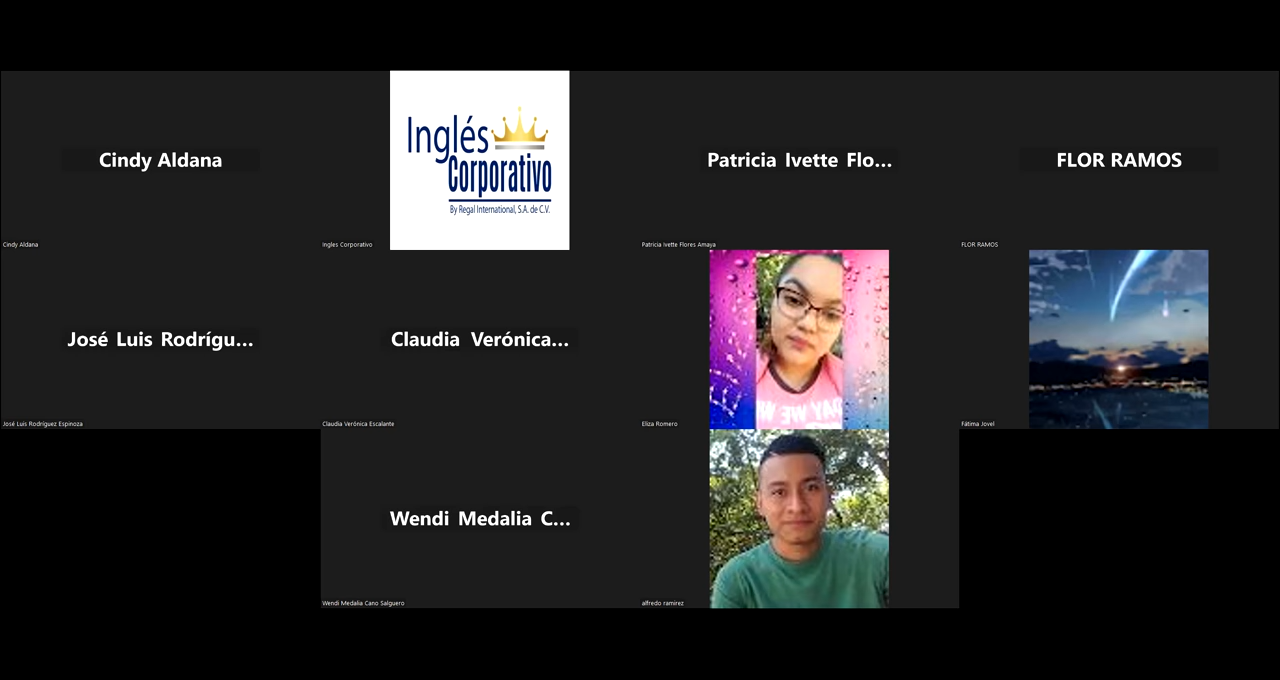 Cindy Aldana
Inglés
Corporativo
By Regal International, S.A. de C.V.
Patricia Ivette Flo...
FLOR RAMOS
Cindy Aldana
Ingles Corporativo
Patricia Ivette Flores Amaya
FLOR RAMOS
José Luis Rodrígu...
Claudia Verónica...
José Luis Rodríguez Espinoza
Claudia Verónica Escalante
Eliza Romero
Fátima Jovel
Wendi Medalia C...
Wendi Medalia Cano Salguero
alfredo ramirez